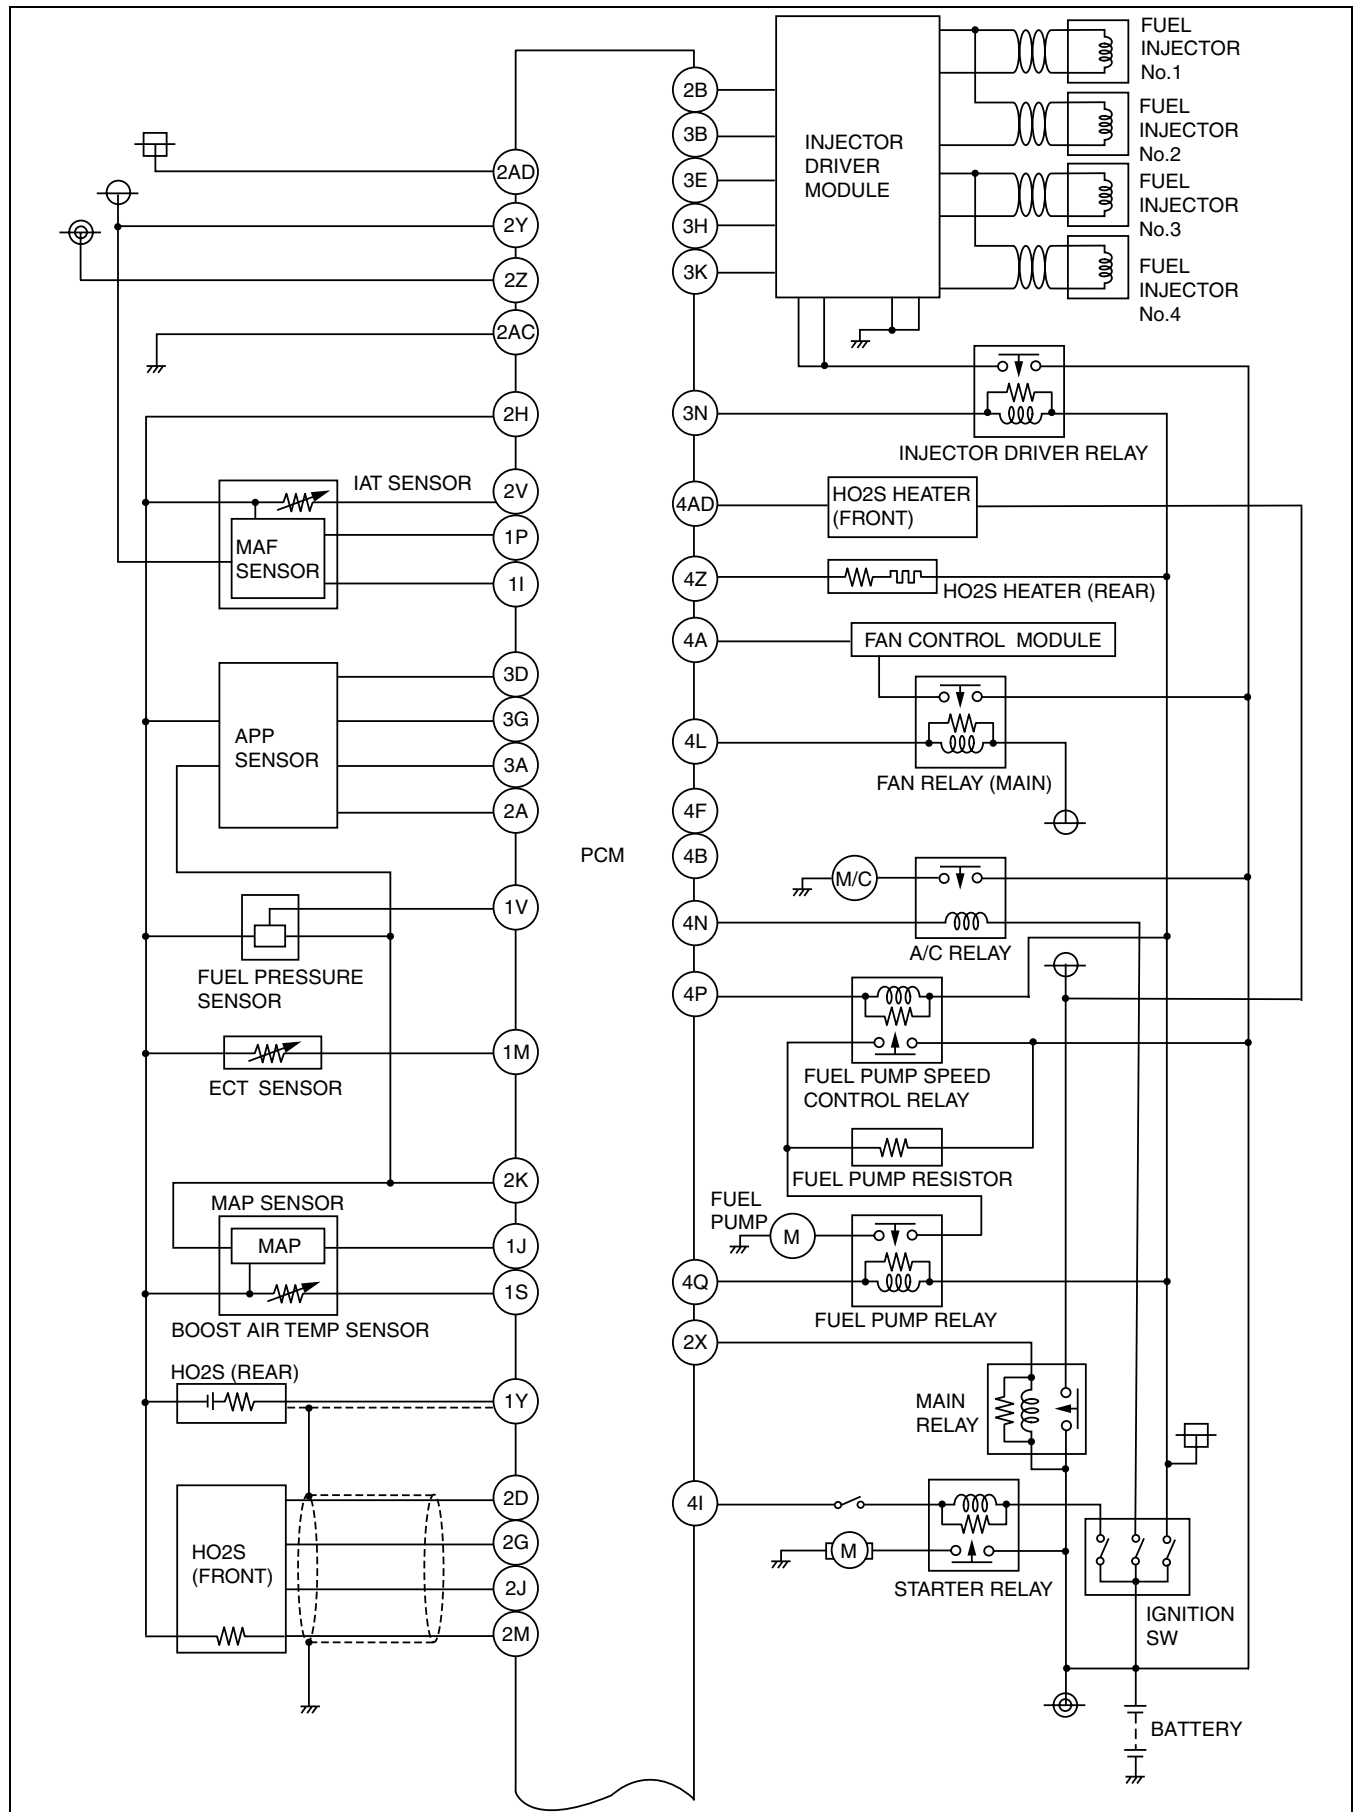 2AD
2Y
2Z
2AC
2H
2V
1P
1I
3D
3G
3A
2A
1V
1M
2K
1J
1S
1Y
2D
2G
2J
2M
IAT SENSOR
MAF
SENSOR
APP
SENSOR
FUEL PRESSURE
SENSOR
ECT SENSOR
MAP SENSOR
MAP
BOOST AIR TEMP SENSOR
HO2S (REAR)
HO2S
(FRONT)
PCM
2B
3B
3E
3H
3K
3N
4AD
4Z
4A
4L
4F
4B
4N
4P
4Q
2X
4I
INJECTOR
DRIVER
MODULE
FUEL
INJECTOR
No.1
FUEL
INJECTOR
No.2
FUEL
INJECTOR
No.3
FUEL
INJECTOR
No.4
INJECTOR DRIVER RELAY
HO2S HEATER
(FRONT)
HO2S HEATER (REAR)
FAN CONTROL MODULE
FAN RELAY (MAIN)
M/C
A/C RELAY
FUEL PUMP SPEED
CONTROL RELAY
FUEL PUMP RESISTOR
FUEL
PUMP
M
FUEL PUMP RELAY
MAIN
RELAY
M
STARTER RELAY
IGNITION
SW
BATTERY